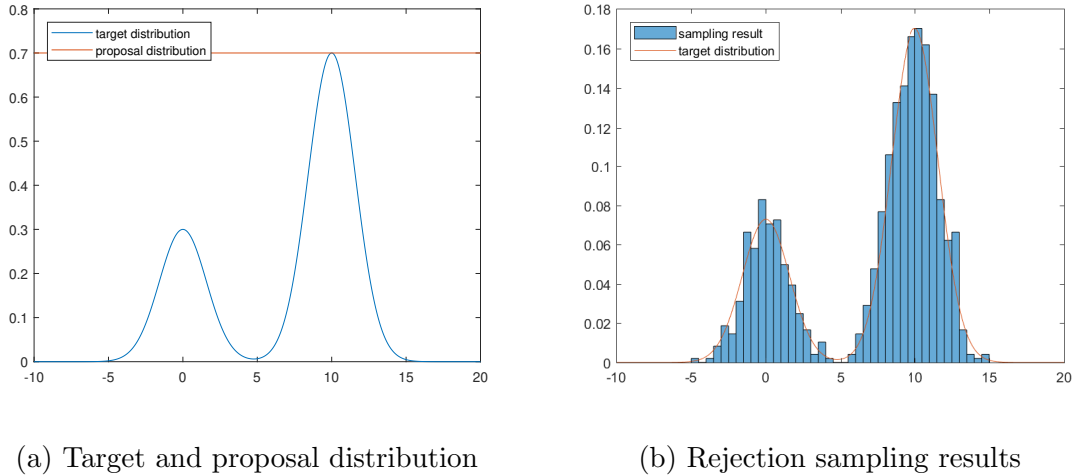 0.8
0.7
0.6
0.5
0.4
0.3
0.2
0.1
0
-10 -5 0 5 10 15 20
target distribution
proposal distribution
(a) Target and proposal distribution
0.18
0.16
0.14
0.12
0.1
0.08
0.06
0.04
0.02
0
-10 -5 0 5 10 15 20
sampling result
target distribution
(b) Rejection sampling results